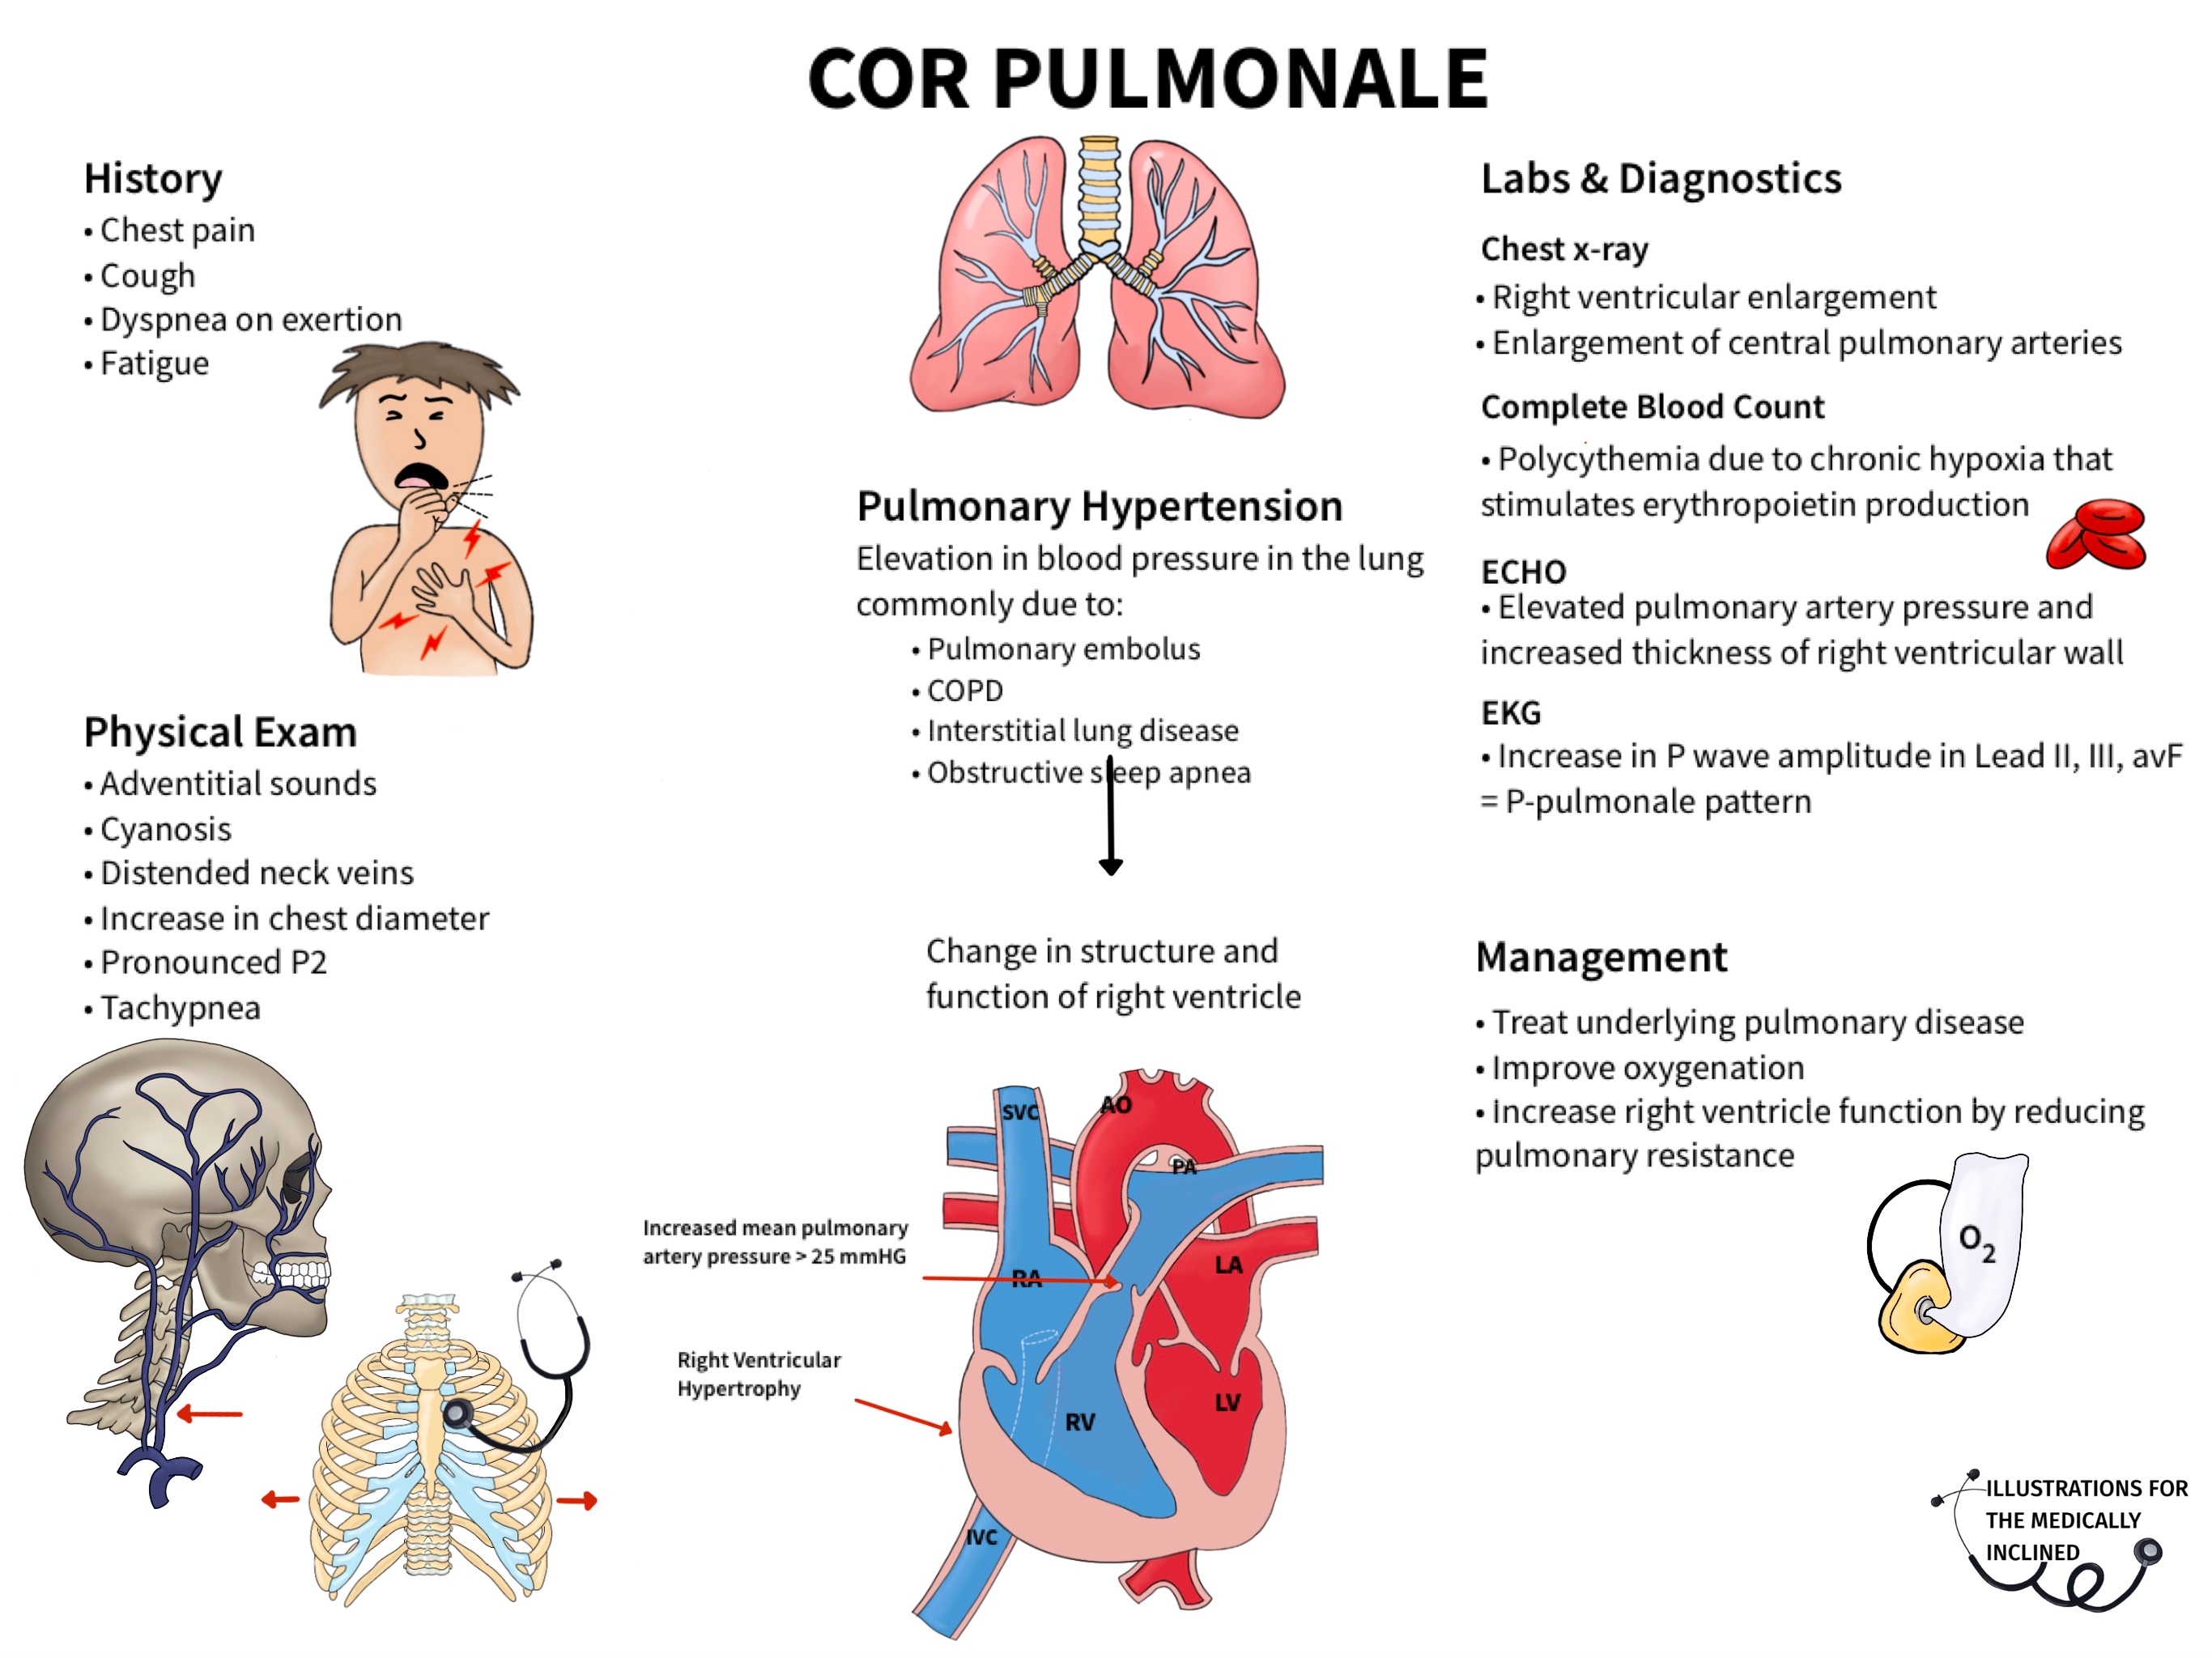 COR PULMONALE
History
• Chest pain
• Cough
• Dyspnea on exertion
• Fatigue
Physical Exam
• Adventitial sounds
• Cyanosis
• Distended neck veins
• Increase in chest diameter
• Pronounced P2
• Tachypnea
Pulmonary Hypertension
Elevation in blood pressure in the lung
commonly due to:
• Pulmonary embolus
• COPD
• Interstitial lung disease
• Obstructive sleep apnea
Change in structure and
function of right ventricle
Increased mean pulmonary
artery pressure > 25 mmHG
Right Ventricular
Hypertrophy
SVC
AO
PA
RA
LA
RV
LV
IVC
Labs & Diagnostics
Chest x-ray
• Right ventricular enlargement
• Enlargement of central pulmonary arteries
Complete Blood Count
• Polycythemia due to chronic hypoxia that
stimulates erythropoietin production
ECHO
• Elevated pulmonary artery pressure and
increased thickness of right ventricular wall
EKG
• Increase in P wave amplitude in Lead II, III, avF
= P-pulmonale pattern
Management
• Treat underlying pulmonary disease
• Improve oxygenation
• Increase right ventricle function by reducing
pulmonary resistance
O2
ILLUSTRATIONS FOR
THE MEDICALLY
INCLINED